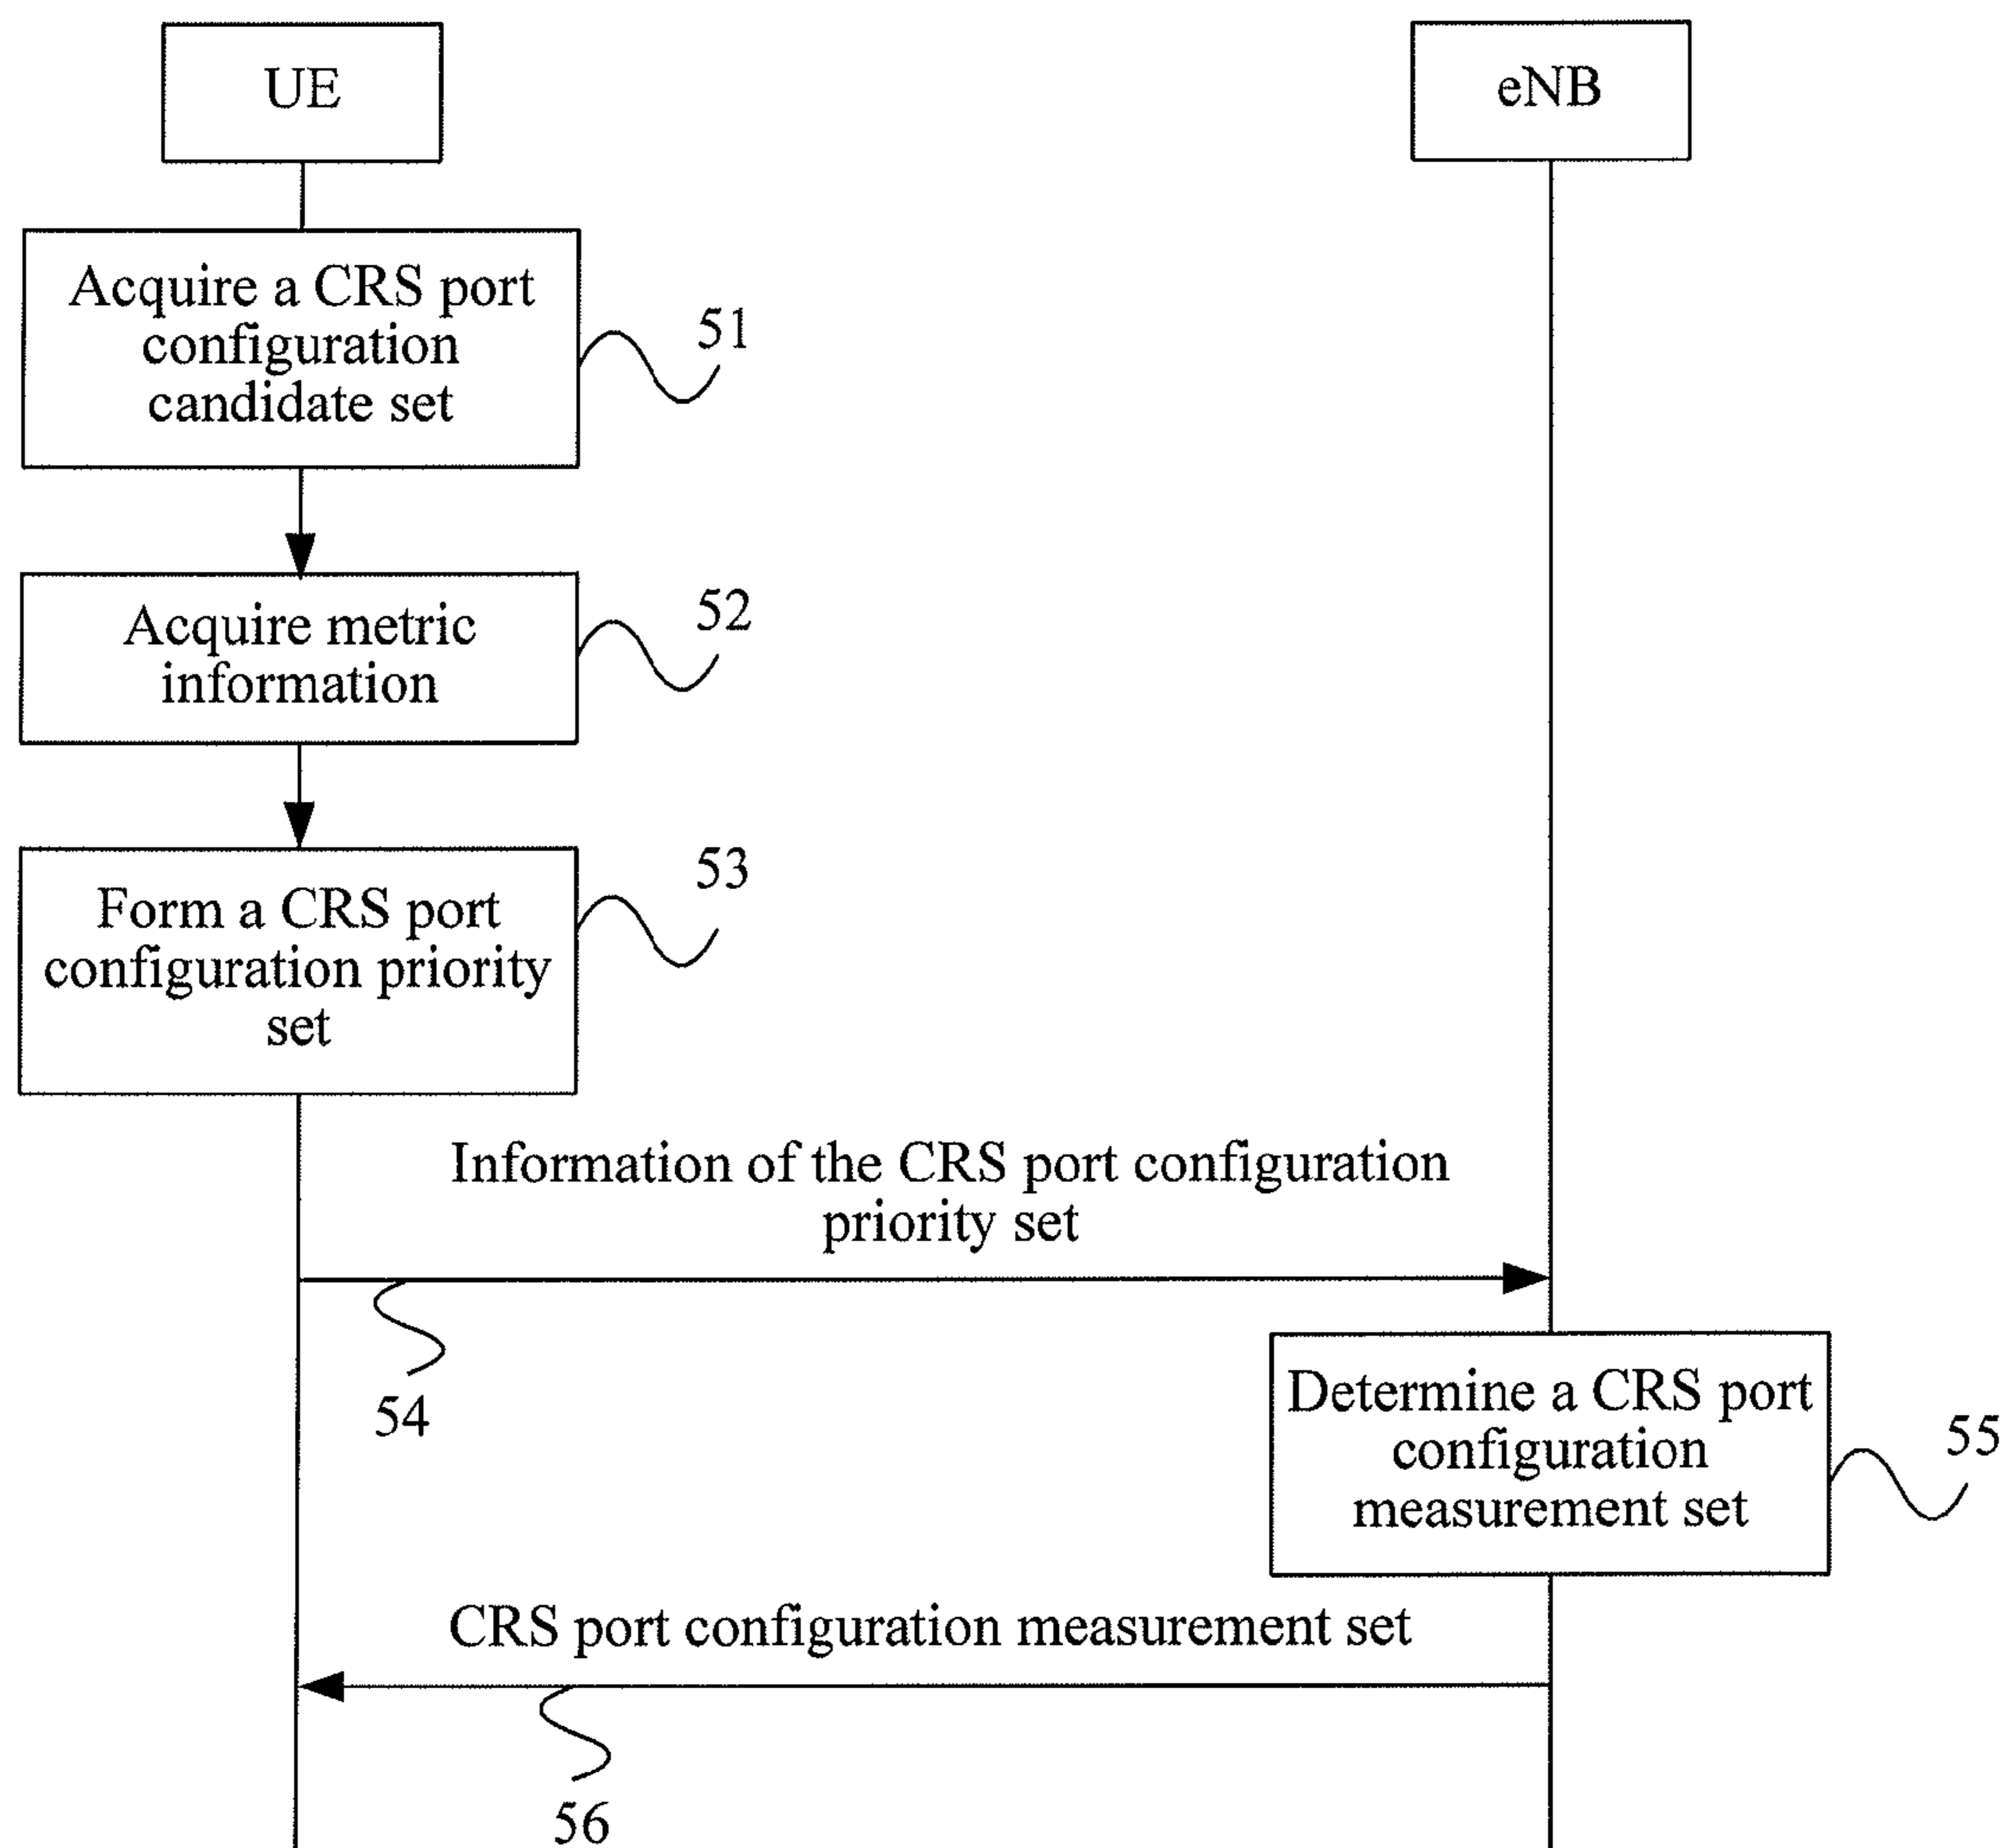 UE
eNB
Acquire a CRS port
configuration
candidate set
51
Acquire metric
information
52
Form a CRS port
configuration priority
set
53
Information of the CRS port configuration
priority set
54
Determine a CRS port
configuration
measurement set
55
CRS port configuration measurement set
56